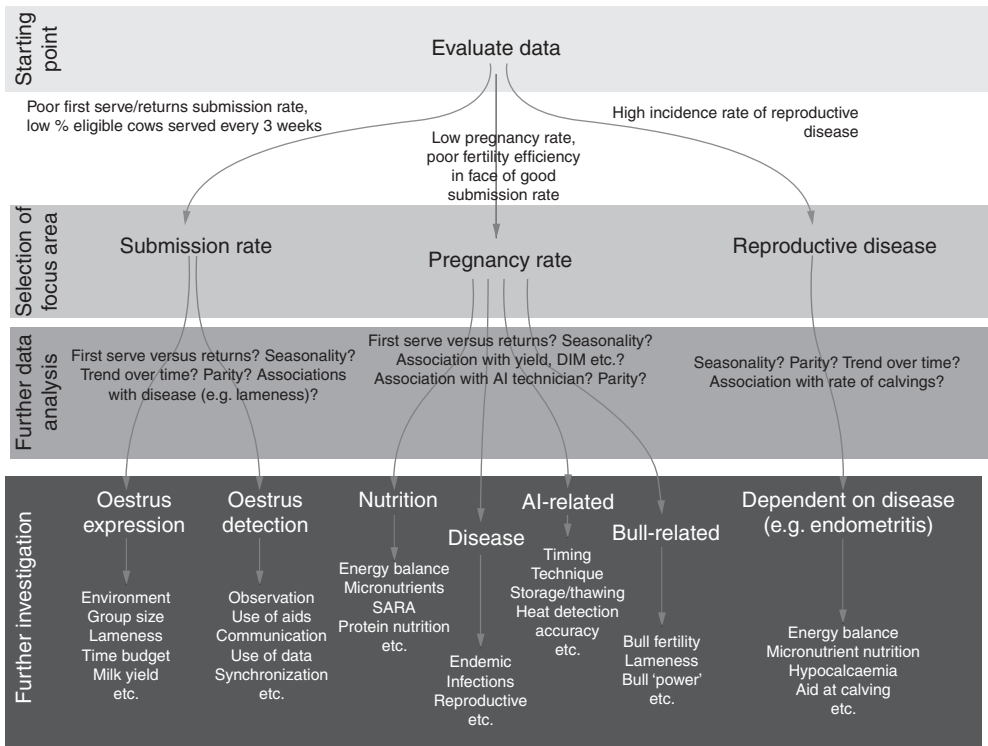 Starting
point
Evaluate data
Poor first serve/returns submission rate,
low % eligible cows served every 3 weeks
Low pregnancy rate,
poor fertility efficiency
in face of good
submission rate
High incidence rate of reproductive
disease
Selection of
focus area
Submission rate
Pregnancy rate
Reproductive disease
Further data
analysis
First serve versus returns? Seasonality?
Trend over time? Parity? Associations
with disease (e.g. lameness)?
First serve versus returns? Seasonality?
Association with yield, DIM etc.?
Association with AI technician? Parity?
Seasonality? Parity? Trend over time?
Association with rate of calvings?
Further investigation
Oestrus
expression
Environment
Group size
Lameness
Time budget
Milk yield
etc.
Oestrus
detection
Observation
Use of aids
Communication
Use of data
Synchronization
etc.
Nutrition
Energy balance
Micronutrients
SARA
Protein nutrition
etc.
Disease
Endemic
Infections
Reproductive
etc.
AI-related
Timing
Technique
Storage/thawing
Heat detection
accuracy
etc.
Bull-related
Bull fertility
Lameness
Bull ‘power’
etc.
Dependent on disease
(e.g. endometritis)
Energy balance
Micronutrient nutrition
Hypocalcaemia
Aid at calving
etc.